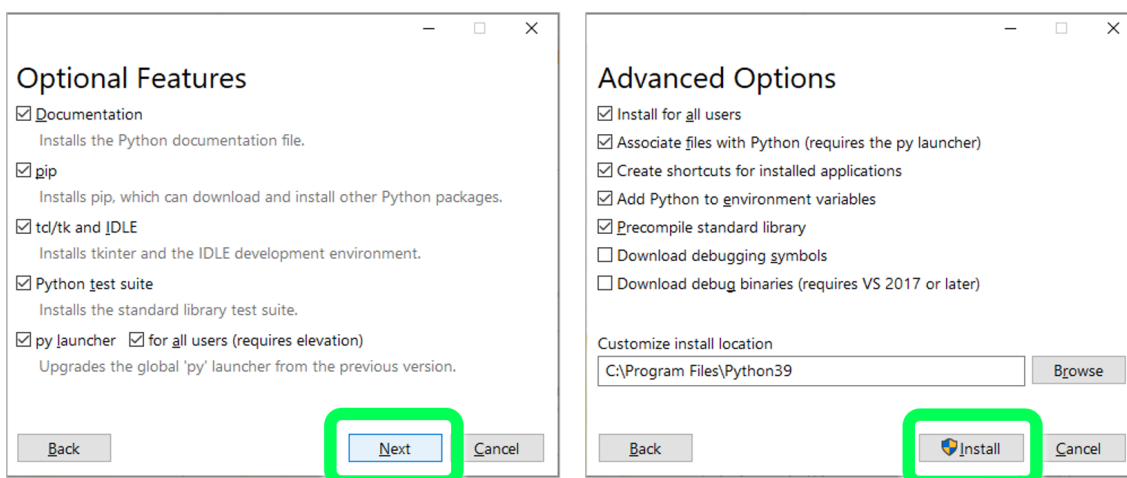 Optional Features
Documentation
Installs the Python documentation file.
pip
Installs pip, which can download and install other Python packages.
tcl/tk and IDLE
Installs tkinter and the IDLE development environment.
Python test suite
Installs the standard library test suite.
py launcher for all users (requires elevation)
Upgrades the global 'py' launcher from the previous version.
Back Next Cancel
Advanced Options
Install for all users
Associate files with Python (requires the py launcher)
Create shortcuts for installed applications
Add Python to environment variables
Precompile standard library
Download debugging symbols
Download debug binaries (requires VS 2017 or later)
Customize install location
C:\Program Files\Python39 Browse
Back Install Cancel